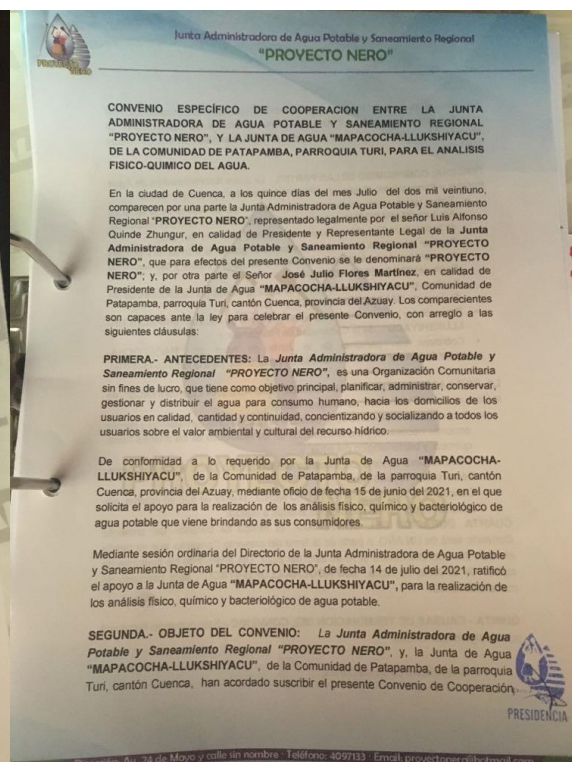 Junta Administradora de Agua Potable y Saneamiento Regional
"PROYECTO NERO"
PROYECTO NERO
CONVENIO ESPECÍFICO DE COOPERACION ENTRE LA JUNTA
ADMINISTRADORA DE AGUA POTABLE Y SANEAMIENTO REGIONAL
"PROYECTO NERO", Y LA JUNTA DE AGUA "MAPACOCHA-LLUKSHIYACU",
DE LA COMUNIDAD DE PATAPAMBA, PARROQUIA TURI, PARA EL ANALISIS
FISICO-QUIMICO DEL AGUA.
En la ciudad de Cuenca, a los quince días del mes Julio del dos mil veintiuno,
comparecen por una parte la Junta Administradora de Agua Potable y Saneamiento
Regional "PROYECTO NERO", representado legalmente por el señor Luis Alfonso
Quinde Zhungur, en calidad de Presidente y Representante Legal de la Junta
Administradora de Agua Potable y Saneamiento Regional "PROYECTO
NERO", que para efectos del presente Convenio se le denominará "PROYECTO
NERO"; y, por otra parte el Señor José Julio Flores Martínez, en calidad de
Presidente de la Junta de Agua "MAPACOCHA-LLUKSHIYACU", Comunidad de
Patapamba, parroquia Turi, cantón Cuenca, provincia del Azuay. Los comparecientes
son capaces ante la ley para celebrar el presente Convenio, con arreglo a las
siguientes cláusulas:
PRIMERA.- ANTECEDENTES: La Junta Administradora de Agua Potable y
Saneamiento Regional "PROYECTO NERO", es una Organización Comunitaria
sin fines de lucro, que tiene como objetivo principal, planificar, administrar, conservar,
gestionar y distribuir el agua para consumo humano, hacia los domicilios de los
usuarios en calidad, cantidad y continuidad, concientizando y socializando a todos los
usuarios sobre el valor ambiental y cultural del recurso hídrico.
De conformidad a lo requerido por la Junta de Agua "MAPACOCHA-
LLUKSHIYACU", de la Comunidad de Patapamba, de la parroquia Turi, cantón
Cuenca, provincia del Azuay, mediante oficio de fecha 15 de junio del 2021, en el que
solicita el apoyo para la realización de los análisis físico, químico y bacteriológico de
agua potable que viene brindando as sus consumidores.
Mediante sesión ordinaria del Directorio de la Junta Administradora de Agua Potable
y Saneamiento Regional "PROYECTO NERO", de fecha 14 de julio del 2021, ratificó
el apoyo a la Junta de Agua "MAPACOCHA-LLUKSHIYACU", para la realización de
los análisis físico, químico y bacteriológico de agua potable.
SEGUNDA.- OBJETO DEL CONVENIO: La Junta Administradora de Agua
Potable y Saneamiento Regional "PROYECTO NERO", y, la Junta de Agua
"MAPACOCHA-LLUKSHIYACU", de la Comunidad de Patapamba, de la parroquia
Turi, cantón Cuenca, han acordado suscribir el presente Convenio de Cooperación
PRESIDENCIA
Av. 24 de Mayo y calle sin nombre · Teléfono: 4097133 · Email: proyectonero@hotmail.com